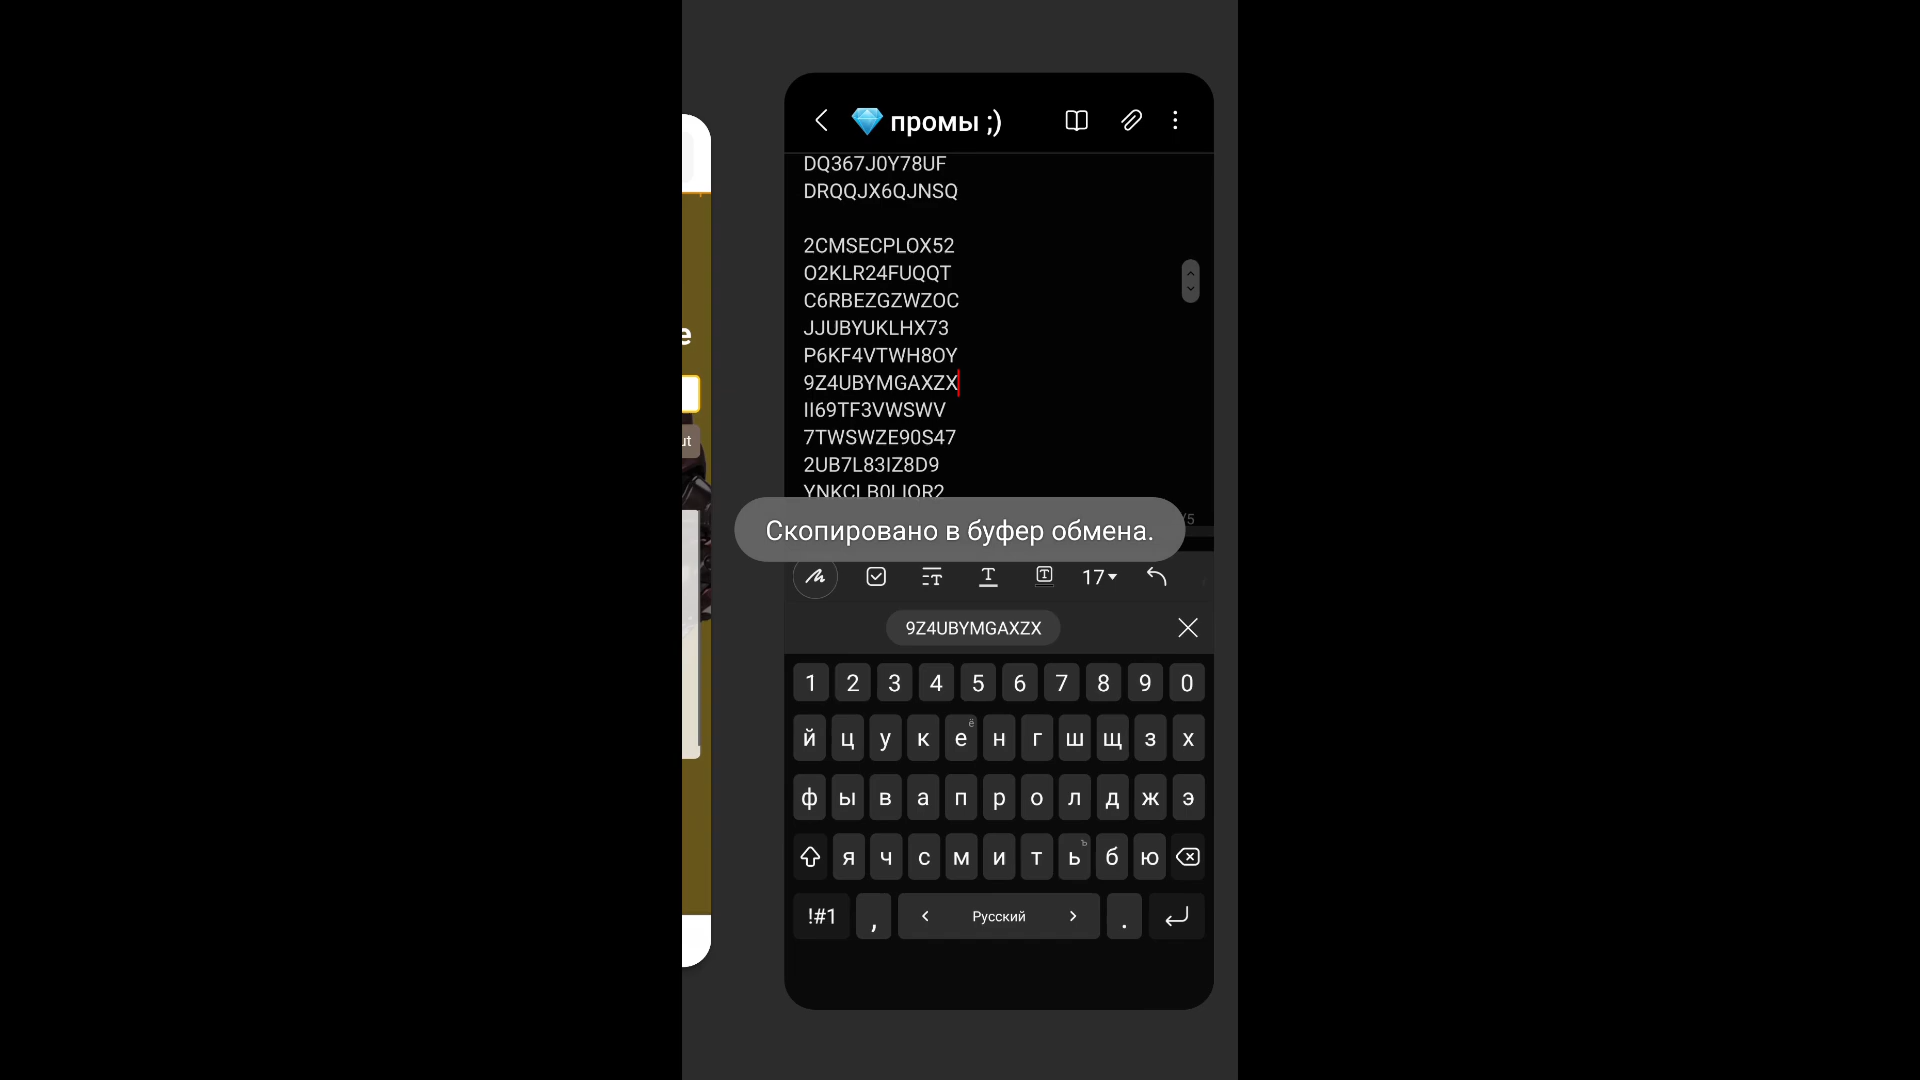 промы ;)
DQ367J0Y78UF
DRQQJX6QJNSQ
2CMSECPLOX52
O2KLR24FUQQT
C6RBEZGZWZOC
JJUBYUKLHX73
P6KF4VTWH8OY
9Z4UBYMGAXZX
II69TF3VWSWV
7TWSWZE90S47
2UB7L83IZ8D9
Скопировано в буфер обмена.
17
9Z4UBYMGAXZX
1 2 3 4 5 6 7 8 9 0
й ц у к е ё н г ш щ з х
ф ы в а п р о л д ж э
я ч с м и т ь ъ б ю
!#1 , Русский .